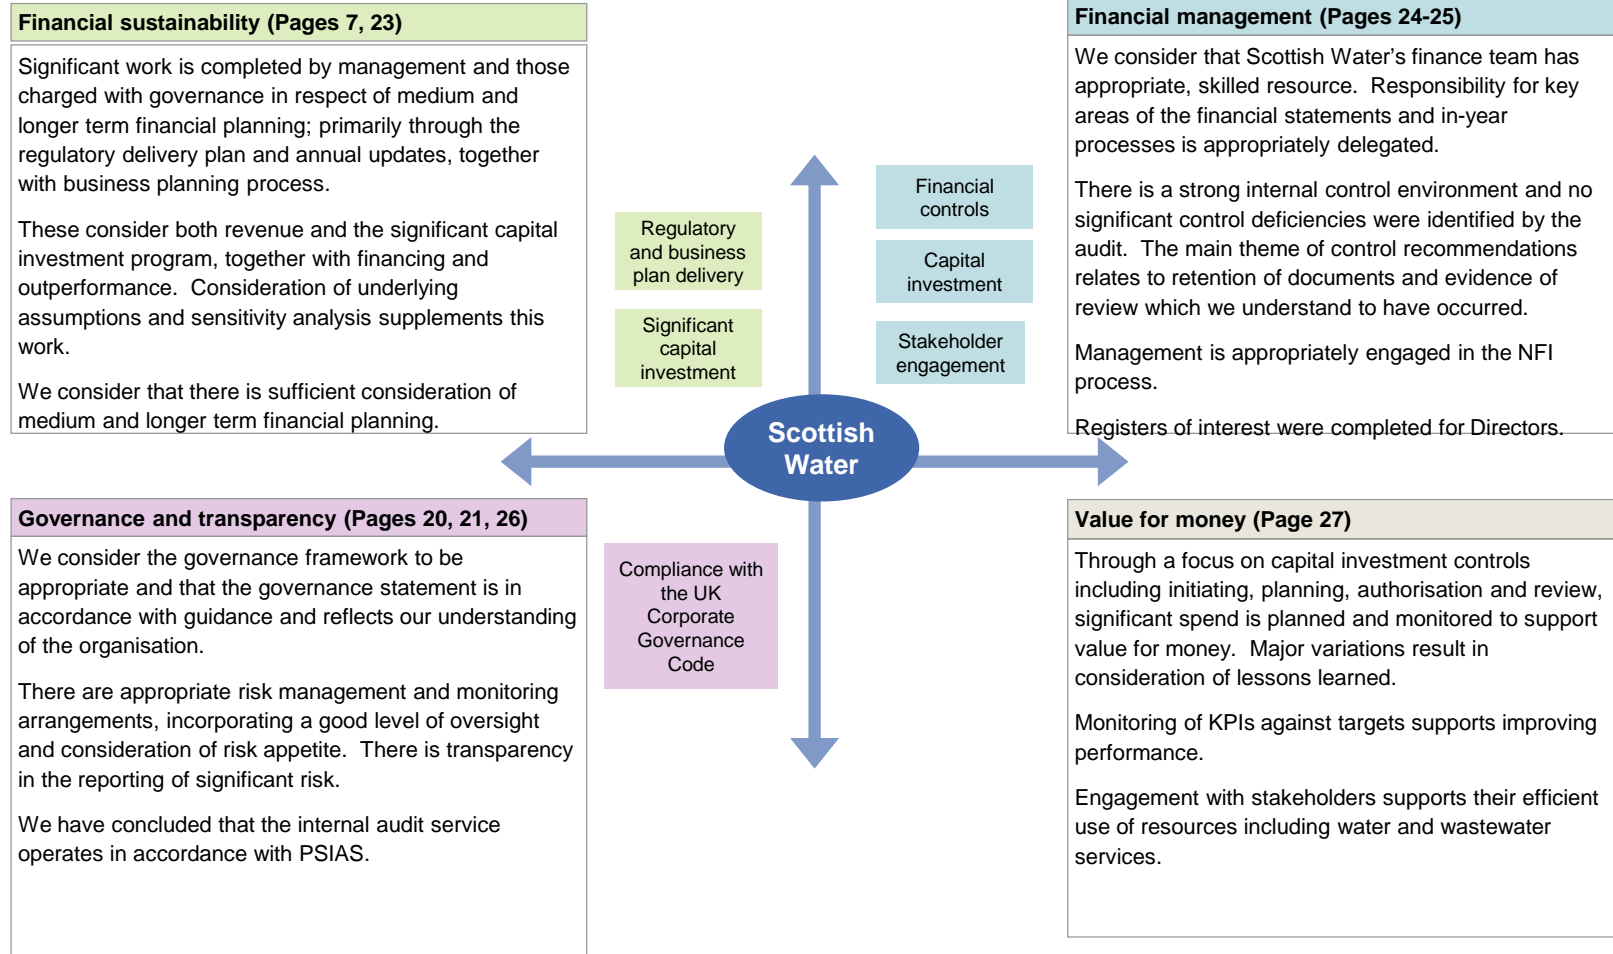 Financial sustainability (Pages 7, 23)
Significant work is completed by management and those
charged with governance in respect of medium and
longer term financial planning; primarily through the
regulatory delivery plan and annual updates, together
with business planning process.
These consider both revenue and the significant capital
investment program, together with financing and
outperformance.  Consideration of underlying
assumptions and sensitivity analysis supplements this
work.
We consider that there is sufficient consideration of
medium and longer term financial planning.
Regulatory
and business
plan delivery
Significant
capital
investment
Financial
controls
Capital
investment
Stakeholder
engagement
Financial management (Pages 24-25)
We consider that Scottish Water's finance team has
appropriate, skilled resource.  Responsibility for key
areas of the financial statements and in-year
processes is appropriately delegated.
There is a strong internal control environment and no
significant control deficiencies were identified by the
audit.  The main theme of control recommendations
relates to retention of documents and evidence of
review which we understand to have occurred.
Management is appropriately engaged in the NFI
process.
Registers of interest were completed for Directors.
Scottish
Water
Governance and transparency (Pages 20, 21, 26)
We consider the governance framework to be
appropriate and that the governance statement is in
accordance with guidance and reflects our understanding
of the organisation.
There are appropriate risk management and monitoring
arrangements, incorporating a good level of oversight
and consideration of risk appetite.  There is transparency
in the reporting of significant risk.
We have concluded that the internal audit service
operates in accordance with PSIAS.
Compliance with
the UK
Corporate
Governance
Code
Value for money (Page 27)
Through a focus on capital investment controls
including initiating, planning, authorisation and review,
significant spend is planned and monitored to support
value for money.  Major variations result in
consideration of lessons learned.
Monitoring of KPIs against targets supports improving
performance.
Engagement with stakeholders supports their efficient
use of resources including water and wastewater
services.